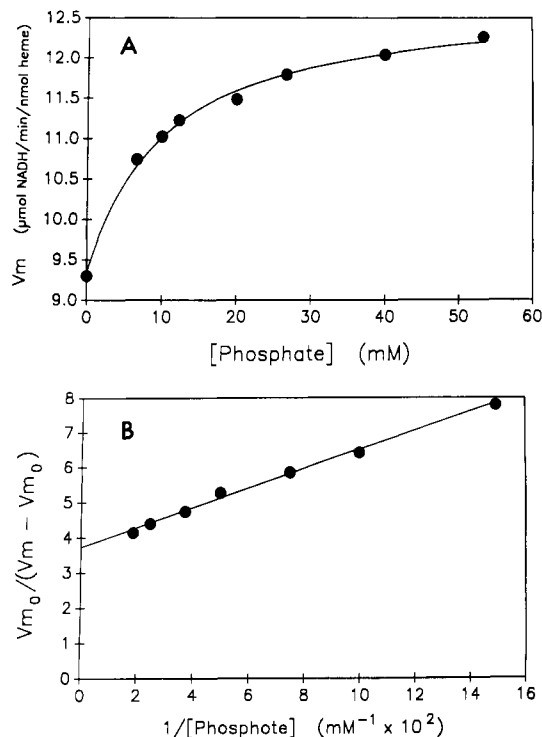 A
Vm (μmol NADH/min/nmol heme)
12.5
12.0
11.5
11.0
10.5
10.0
9.5
9.0
0 10 20 30 40 50 60
[Phosphate] (mM)
B
Vm₀/(Vm − Vm₀)
8
7
6
5
4
3
2
1
0
0 2 4 6 8 10 12 14 16
1/[Phosphote] (mM⁻¹ x 10²)